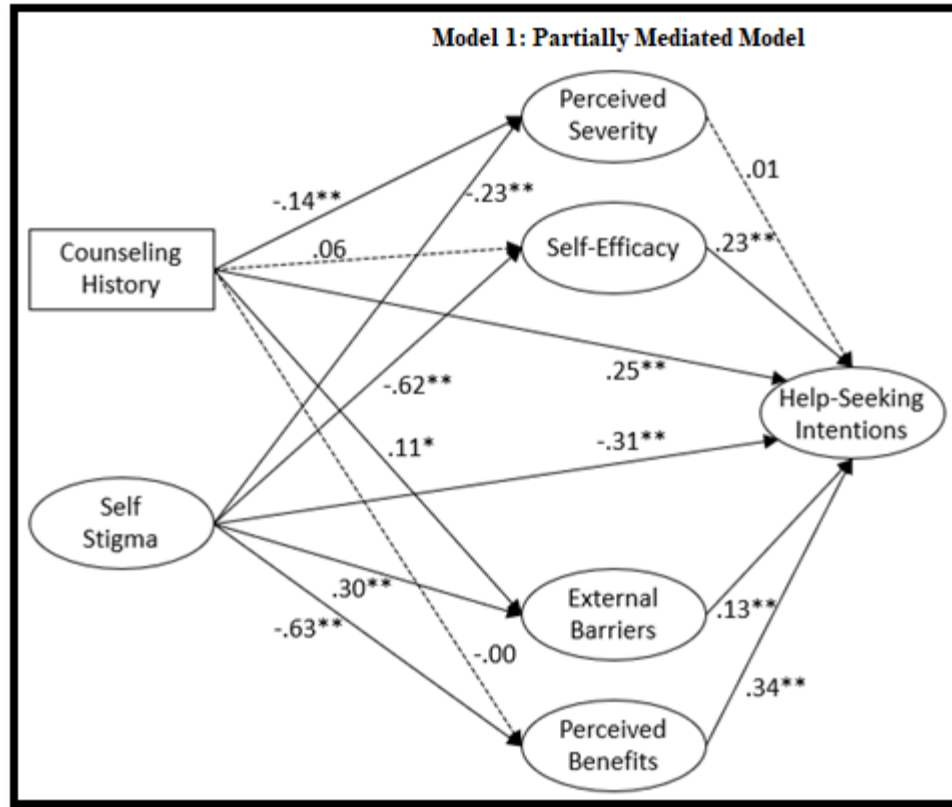 Model 1: Partially Mediated Model
Perceived
Severity
.01
-.14**
-.23**
Counseling
History
.06
Self-Efficacy
.23**
.25**
-.62**
Help-Seeking
Intentions
.11*
-.31**
Self
Stigma
.30**
External
Barriers
.13**
-.63**
-.00
.34**
Perceived
Benefits